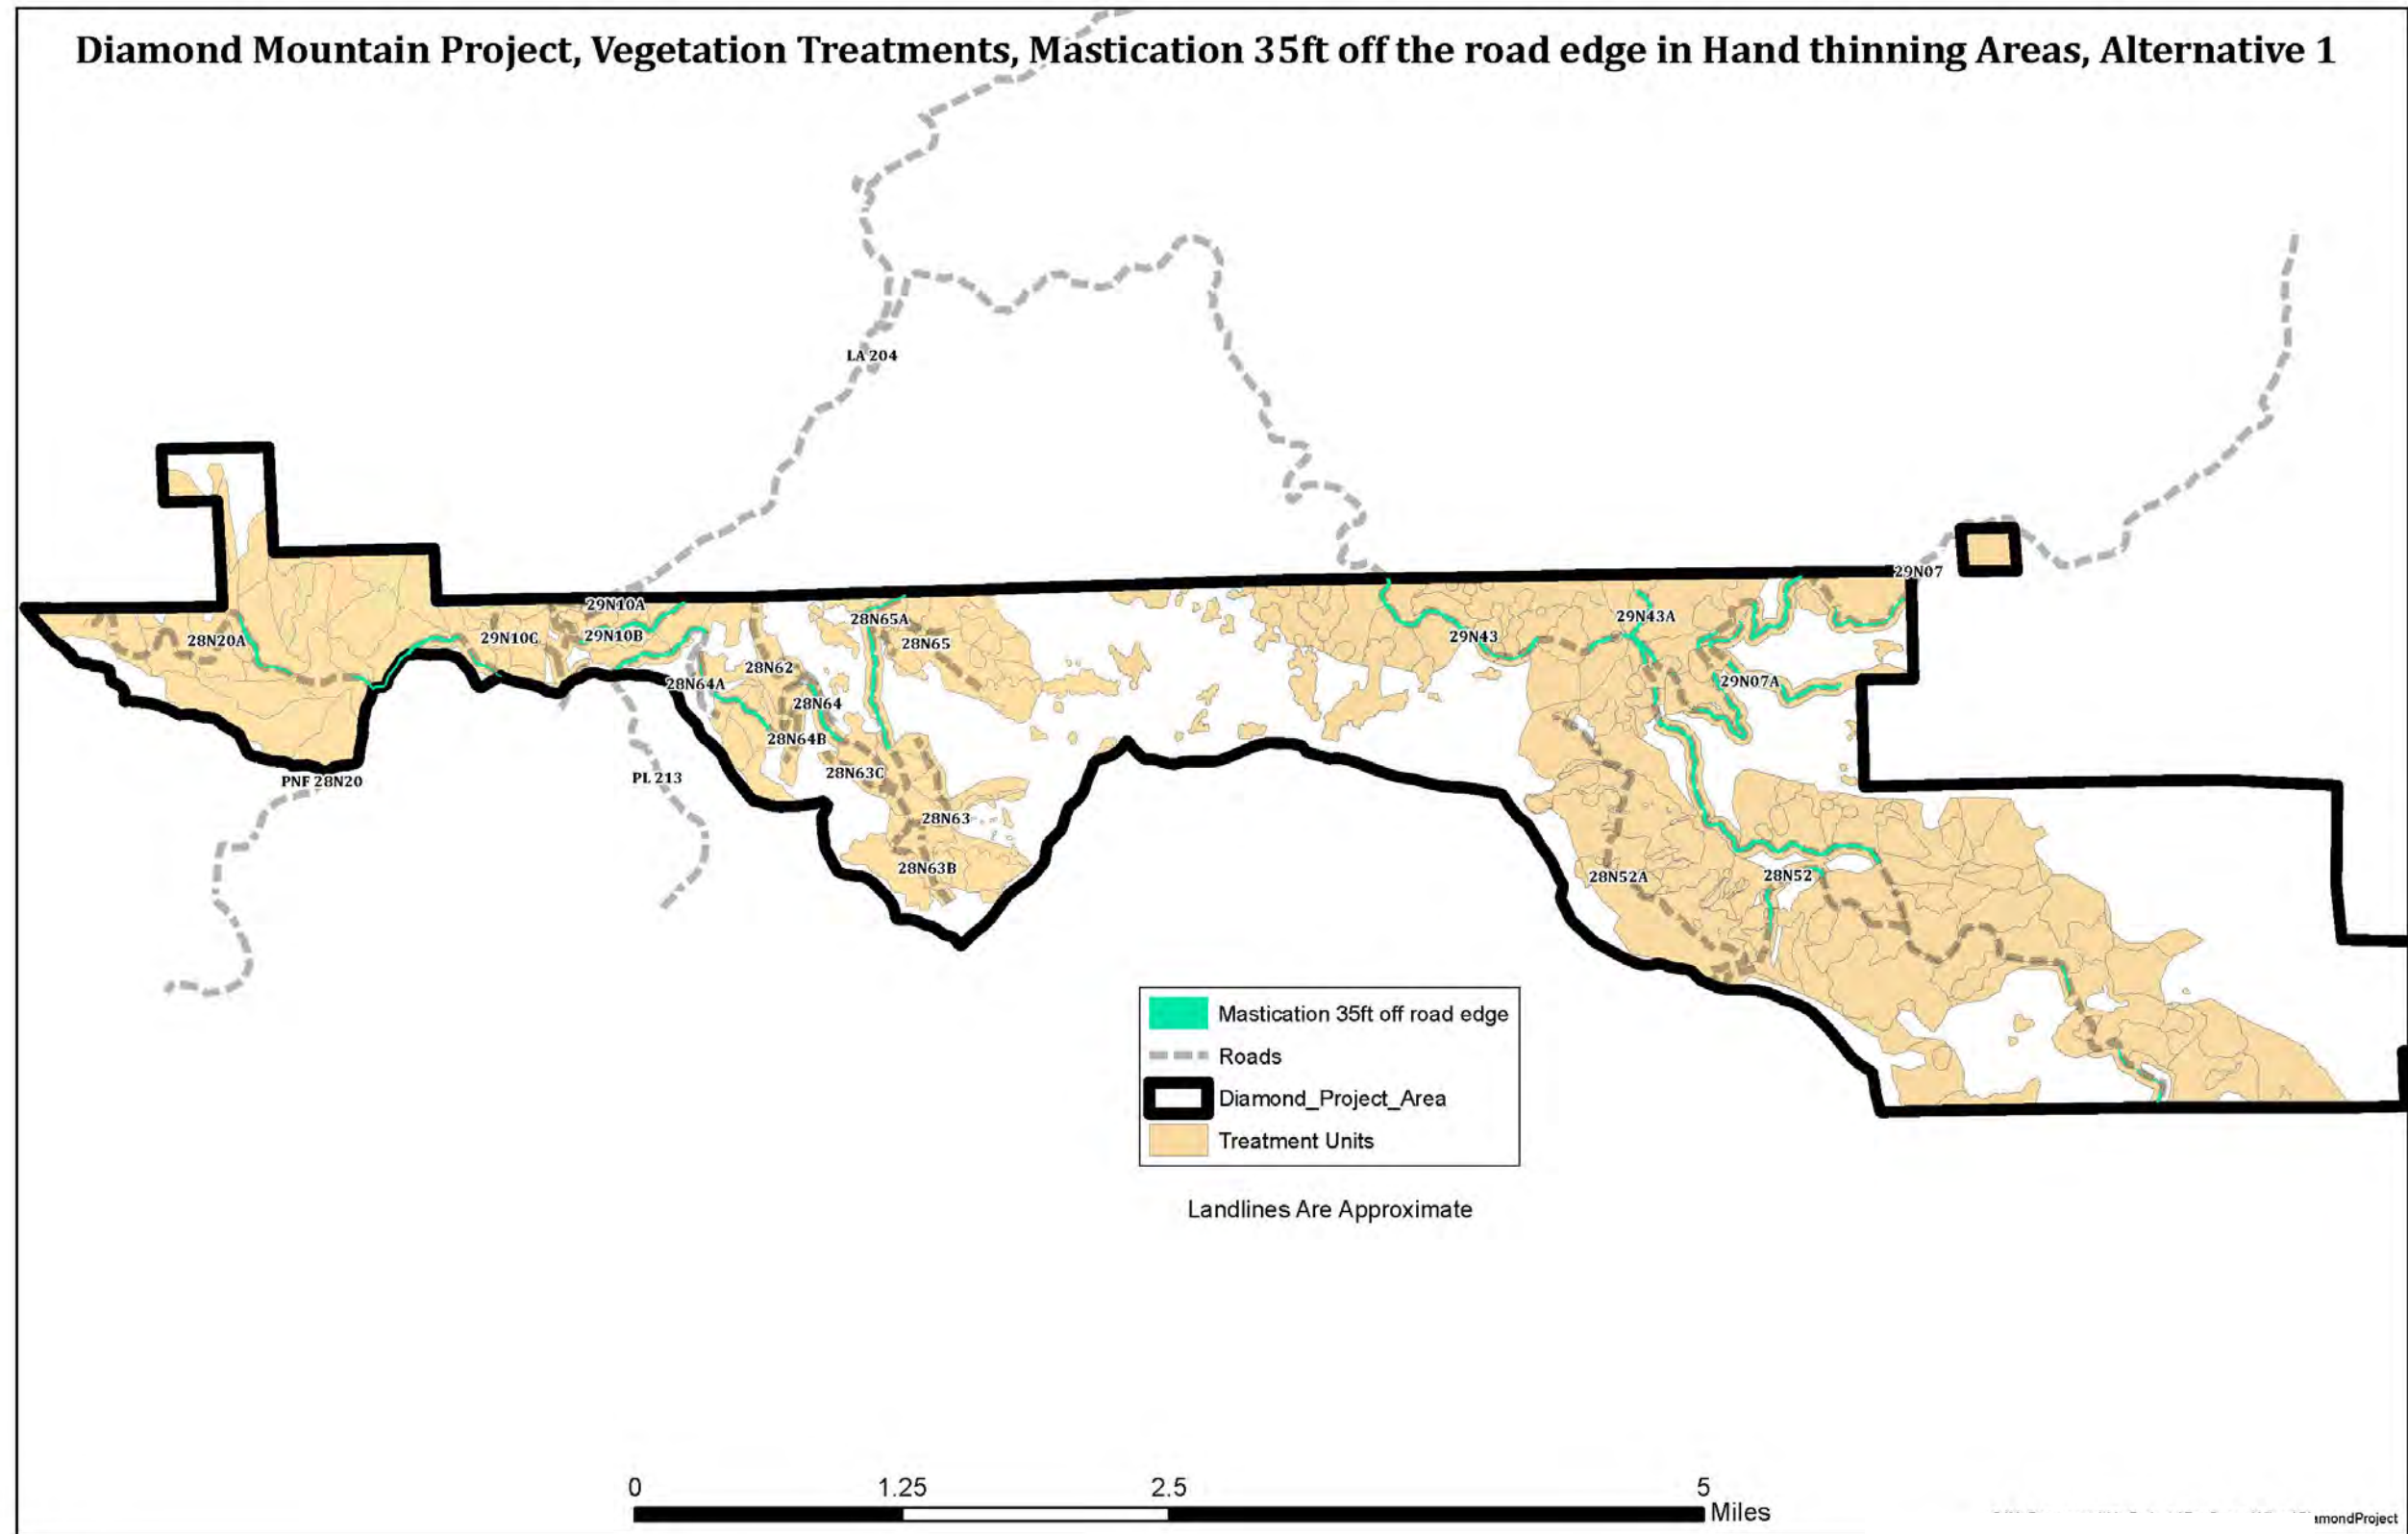 Diamond Mountain Project, Vegetation Treatments, Mastication 35ft off the road edge in Hand thinning Areas, Alternative 1
LA 204
29N07
29N10A
28N20A
29N10C
29N10B
28N65A
28N65
29N43
29N43A
28N62
28N64A
28N64
29N07A
28N64B
PNF 28N20
PL 213
28N63C
28N63
28N63B
28N52A
28N52
Mastication 35ft off road edge
Roads
Diamond_Project_Area
Treatment Units
Landlines Are Approximate
0 1.25 2.5 5
Miles
amondProject